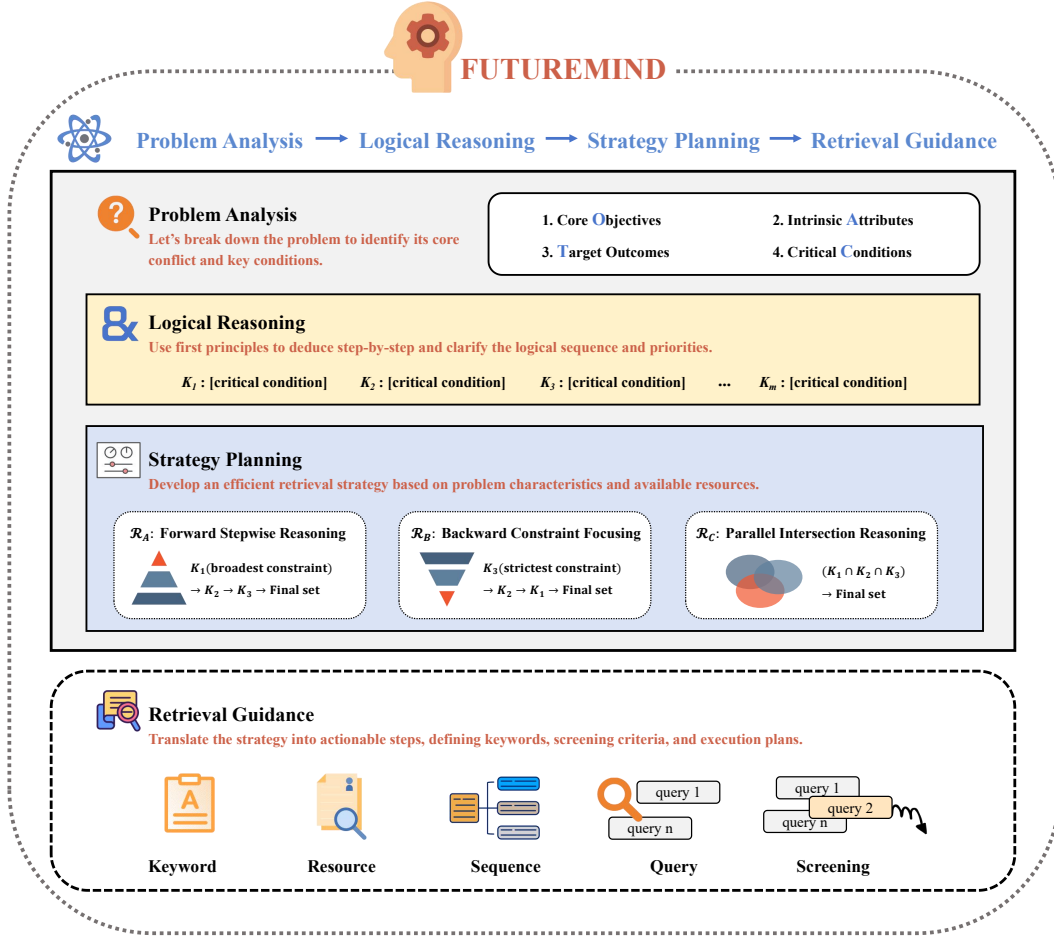 FUTUREMIND
Problem Analysis → Logical Reasoning → Strategy Planning → Retrieval Guidance
?
Problem Analysis
Let's break down the problem to identify its core
conflict and key conditions.
1. Core Objectives
2. Intrinsic Attributes
3. Target Outcomes
4. Critical Conditions
&
Logical Reasoning
Use first principles to deduce step-by-step and clarify the logical sequence and priorities.
K₁ : [critical condition] K₂ : [critical condition] K₃ : [critical condition] ... Kₘ : [critical condition]
Strategy Planning
Develop an efficient retrieval strategy based on problem characteristics and available resources.
ℛ_A: Forward Stepwise Reasoning
K₁(broadest constraint)
→ K₂ → K₃ → Final set
ℛ_B: Backward Constraint Focusing
K₃(strictest constraint)
→ K₂ → K₁ → Final set
ℛ_C: Parallel Intersection Reasoning
(K₁ ∩ K₂ ∩ K₃)
→ Final set
Retrieval Guidance
Translate the strategy into actionable steps, defining keywords, screening criteria, and execution plans.
A
Keyword
Resource
Sequence
query 1
query n
Query
query 1
query 2
query n
Screening